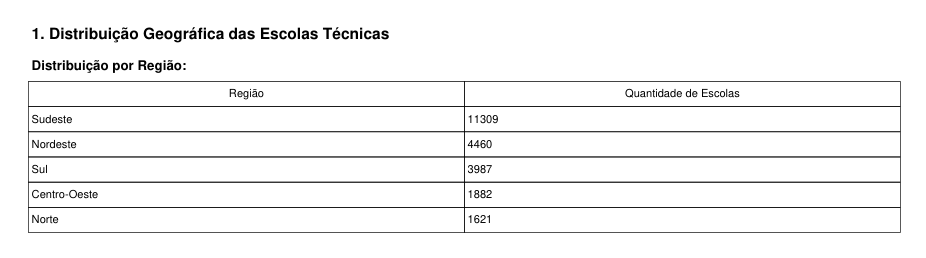 1. Distribuição Geográfica das Escolas Técnicas
Distribuição por Região:
Região Quantidade de Escolas
Sudeste 11309
Nordeste 4460
Sul 3987
Centro-Oeste 1882
Norte 1621